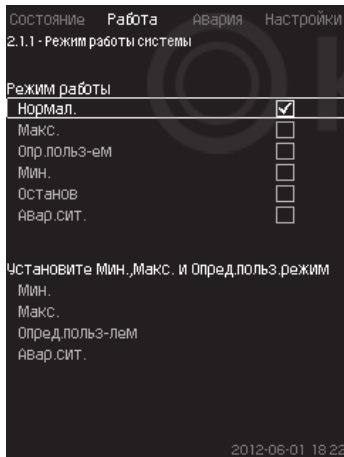 Состояние Работа Авария Настройки
2.1.1 - Режим работы системы
Режим работы
Нормал.
Макс.
Опр.польз-ем
Мин.
Останов
Авар.сит.
Установите Мин.,Макс. и Опред.польз.режим
Мин.
Макс.
Опред.польз-лем
Авар.сит.
2012-06-01 18:22